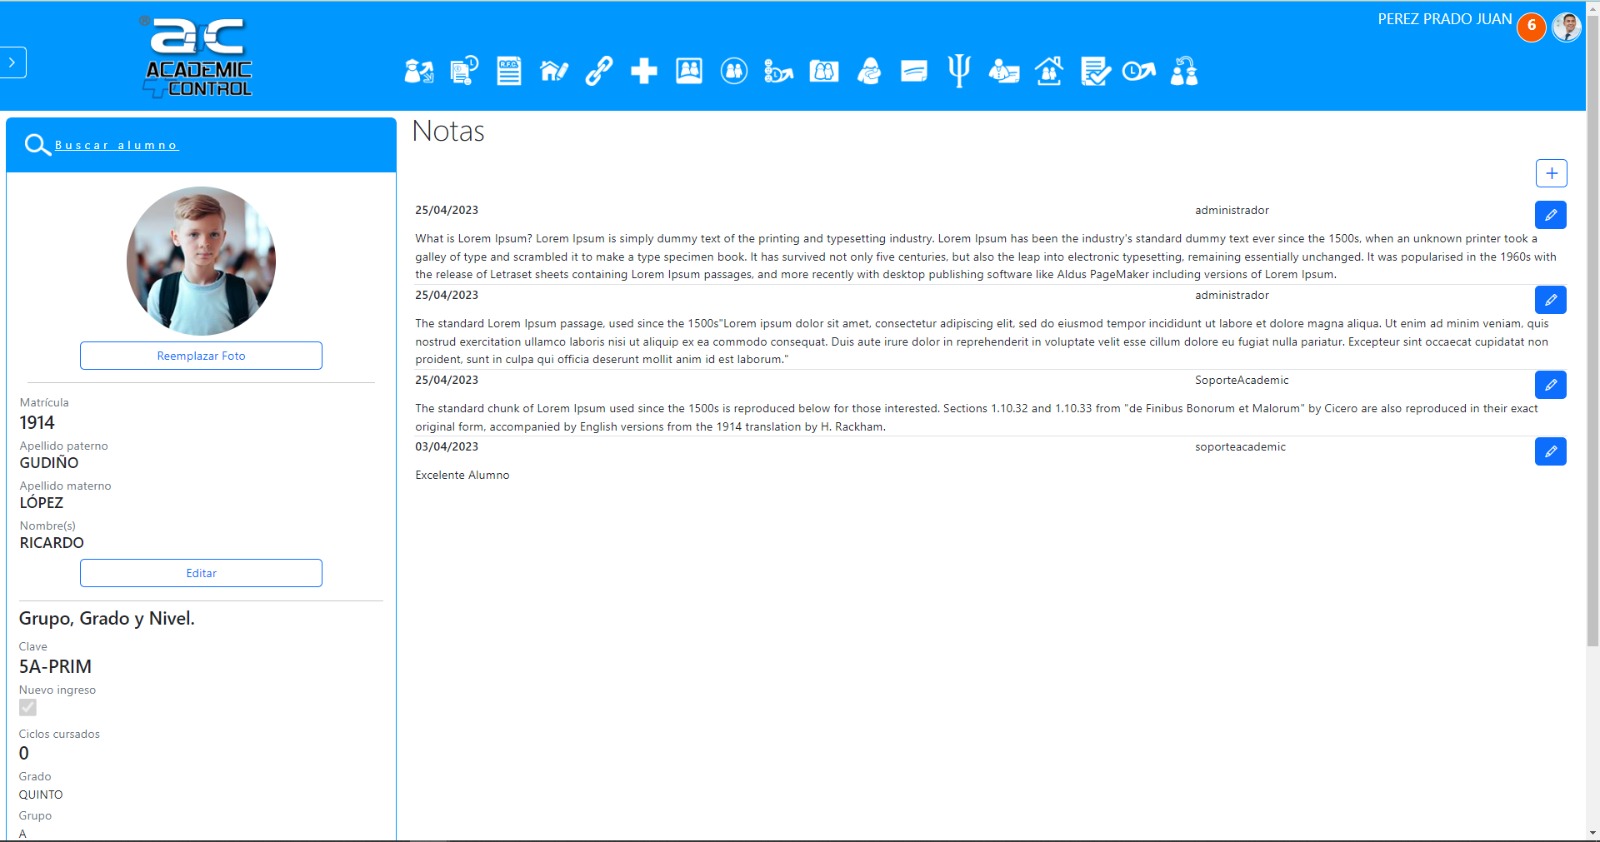 PEREZ PRADO JUAN 6
a+c
®
ACADEMIC
CONTROL
R.F.C.
Buscar alumno
Reemplazar Foto
Matrícula
1914
Apellido paterno
GUDIÑO
Apellido materno
LÓPEZ
Nombre(s)
RICARDO
Editar
Grupo, Grado y Nivel.
Clave
5A-PRIM
Nuevo ingreso
Ciclos cursados
0
Grado
QUINTO
Grupo
A
Notas
25/04/2023 administrador
What is Lorem Ipsum? Lorem Ipsum is simply dummy text of the printing and typesetting industry. Lorem Ipsum has been the industry's standard dummy text ever since the 1500s, when an unknown printer took a
galley of type and scrambled it to make a type specimen book. It has survived not only five centuries, but also the leap into electronic typesetting, remaining essentially unchanged. It was popularised in the 1960s with
the release of Letraset sheets containing Lorem Ipsum passages, and more recently with desktop publishing software like Aldus PageMaker including versions of Lorem Ipsum.
25/04/2023 administrador
The standard Lorem Ipsum passage, used since the 1500s"Lorem ipsum dolor sit amet, consectetur adipiscing elit, sed do eiusmod tempor incididunt ut labore et dolore magna aliqua. Ut enim ad minim veniam, quis
nostrud exercitation ullamco laboris nisi ut aliquip ex ea commodo consequat. Duis aute irure dolor in reprehenderit in voluptate velit esse cillum dolore eu fugiat nulla pariatur. Excepteur sint occaecat cupidatat non
proident, sunt in culpa qui officia deserunt mollit anim id est laborum."
25/04/2023 SoporteAcademic
The standard chunk of Lorem Ipsum used since the 1500s is reproduced below for those interested. Sections 1.10.32 and 1.10.33 from "de Finibus Bonorum et Malorum" by Cicero are also reproduced in their exact
original form, accompanied by English versions from the 1914 translation by H. Rackham.
03/04/2023 soporteacademic
Excelente Alumno